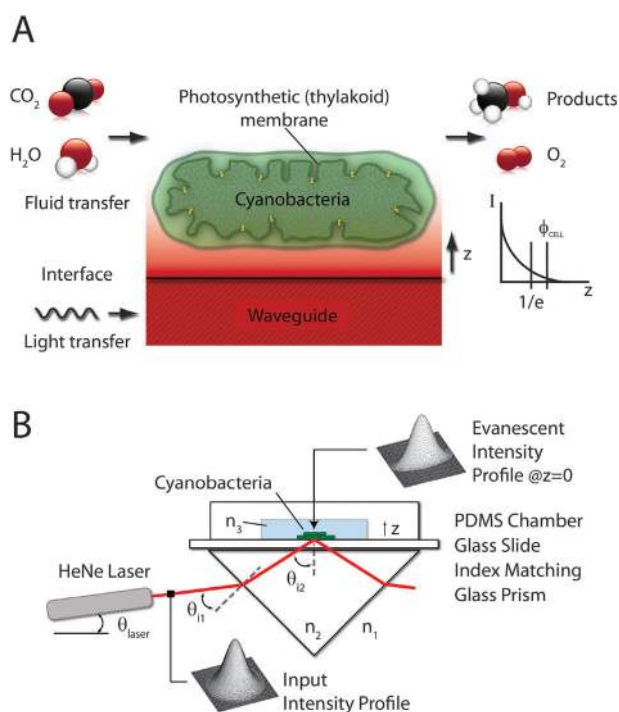 A
CO2
H2O
Fluid transfer
Photosynthetic (thylakoid)
membrane
Cyanobacteria
Products
O2
z
I
ϕCELL
1/e
z
Interface
Light transfer
Waveguide
B
Evanescent
Intensity
Profile @z=0
Cyanobacteria
n3
z
PDMS Chamber
Glass Slide
Index Matching
Glass Prism
HeNe Laser
θlaser
θi1
θi2
n2
n1
Input
Intensity Profile